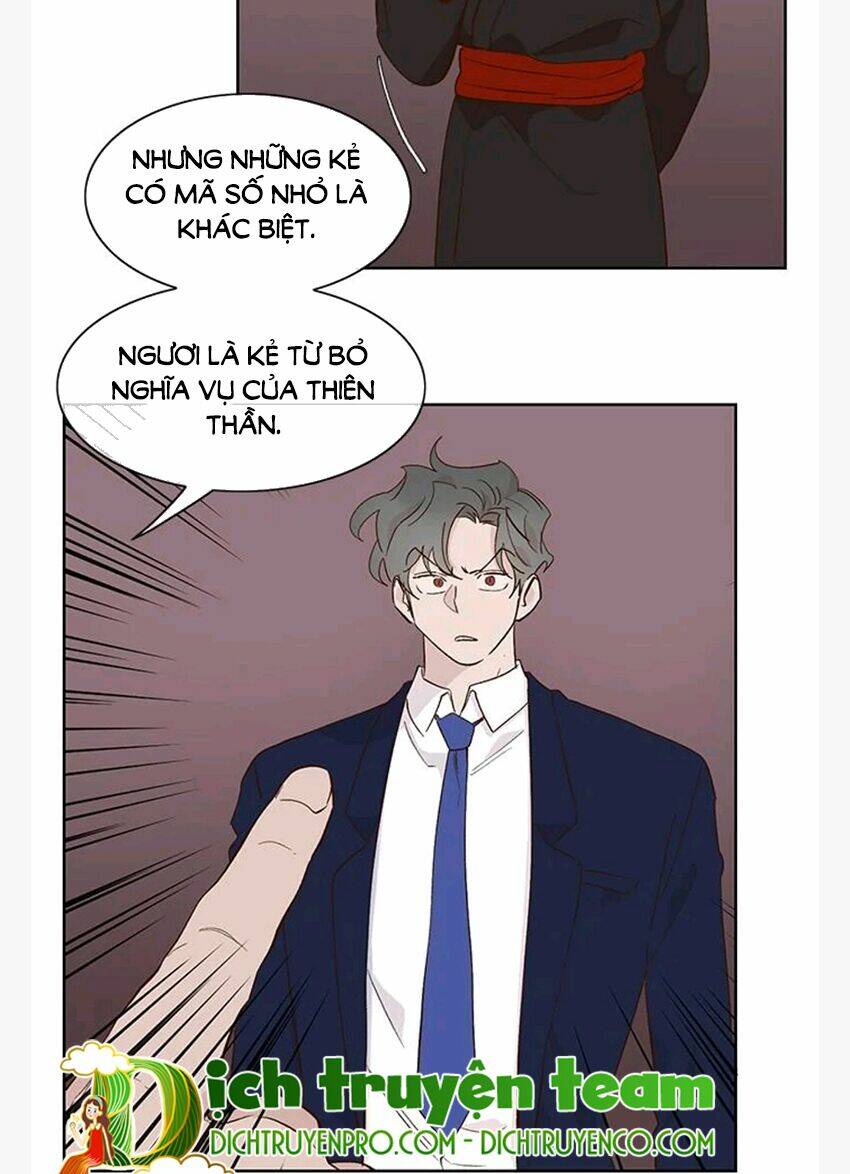 NHƯNG NHỮNG KẺ
CÓ MÃ SỐ NHỎ LÀ
KHÁC BIỆT.
NGƯƠI LÀ KẺ TỪ BỎ
NGHĨA VỤ CỦA THIÊN
THẦN.
Dịch truyện team
DICHTRUYENPRO.COM - DICHTRUYENCO.COM